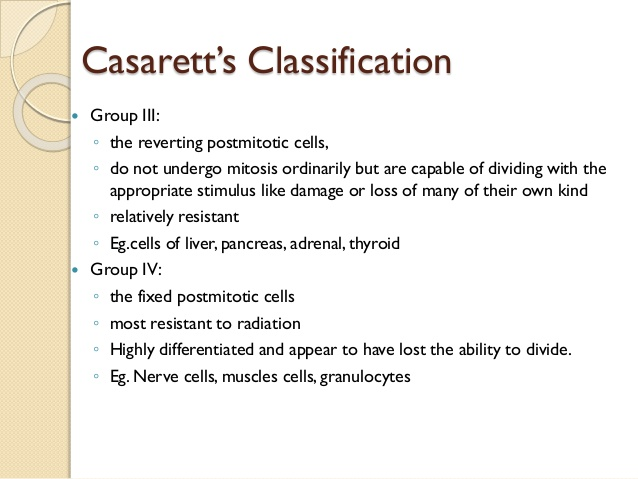 Casarett’s Classification
• Group III:
◦ the reverting postmitotic cells,
◦ do not undergo mitosis ordinarily but are capable of dividing with the
appropriate stimulus like damage or loss of many of their own kind
◦ relatively resistant
◦ Eg.cells of liver, pancreas, adrenal, thyroid
• Group IV:
◦ the fixed postmitotic cells
◦ most resistant to radiation
◦ Highly differentiated and appear to have lost the ability to divide.
◦ Eg. Nerve cells, muscles cells, granulocytes